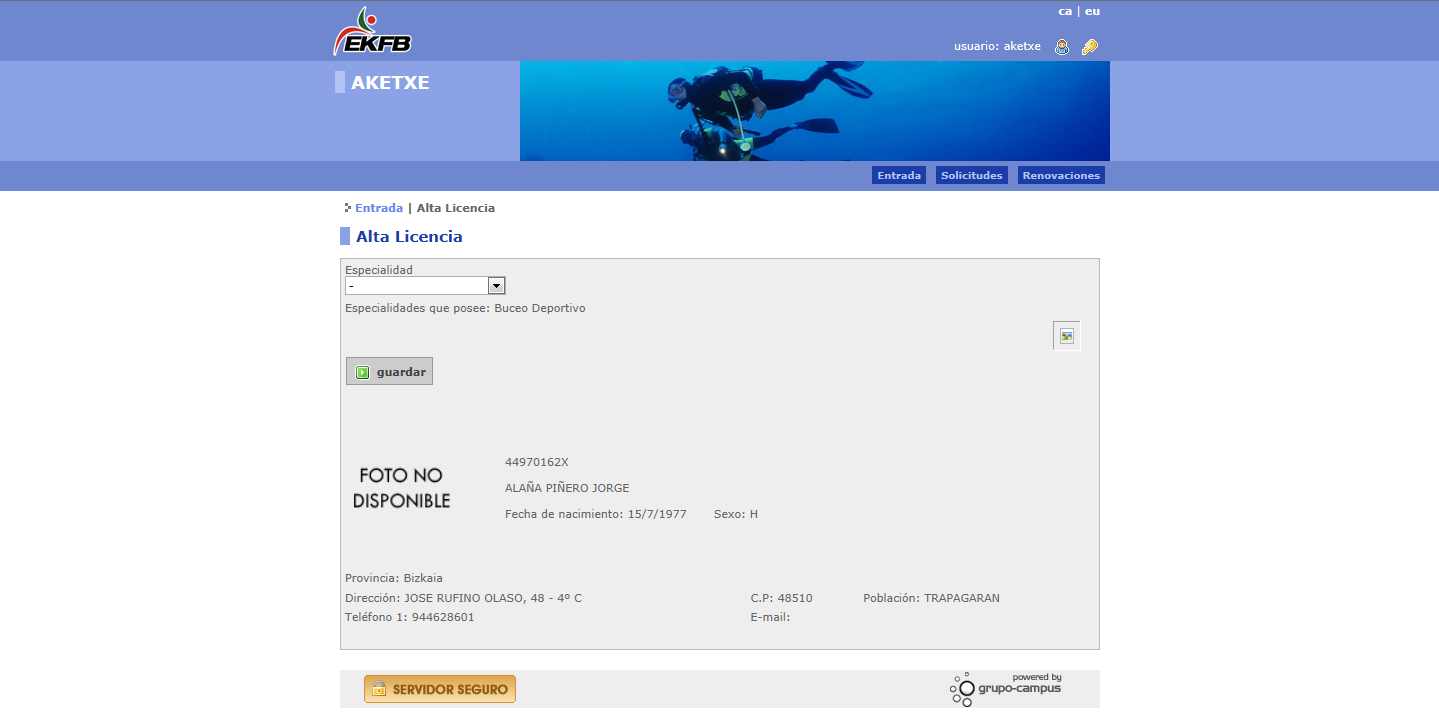 EKFB
ca | eu
usuario: aketxe
AKETXE
Entrada Solicitudes Renovaciones
Entrada | Alta Licencia
Alta Licencia
Especialidad
-
Especialidades que posee: Buceo Deportivo
guardar
FOTO NO
DISPONIBLE
44970162X
ALAÑA PIÑERO JORGE
Fecha de nacimiento: 15/7/1977 Sexo: H
Provincia: Bizkaia
Dirección: JOSE RUFINO OLASO, 48 - 4º C C.P: 48510 Población: TRAPAGARAN
Teléfono 1: 944628601 E-mail:
SERVIDOR SEGURO
powered by
grupo-campus